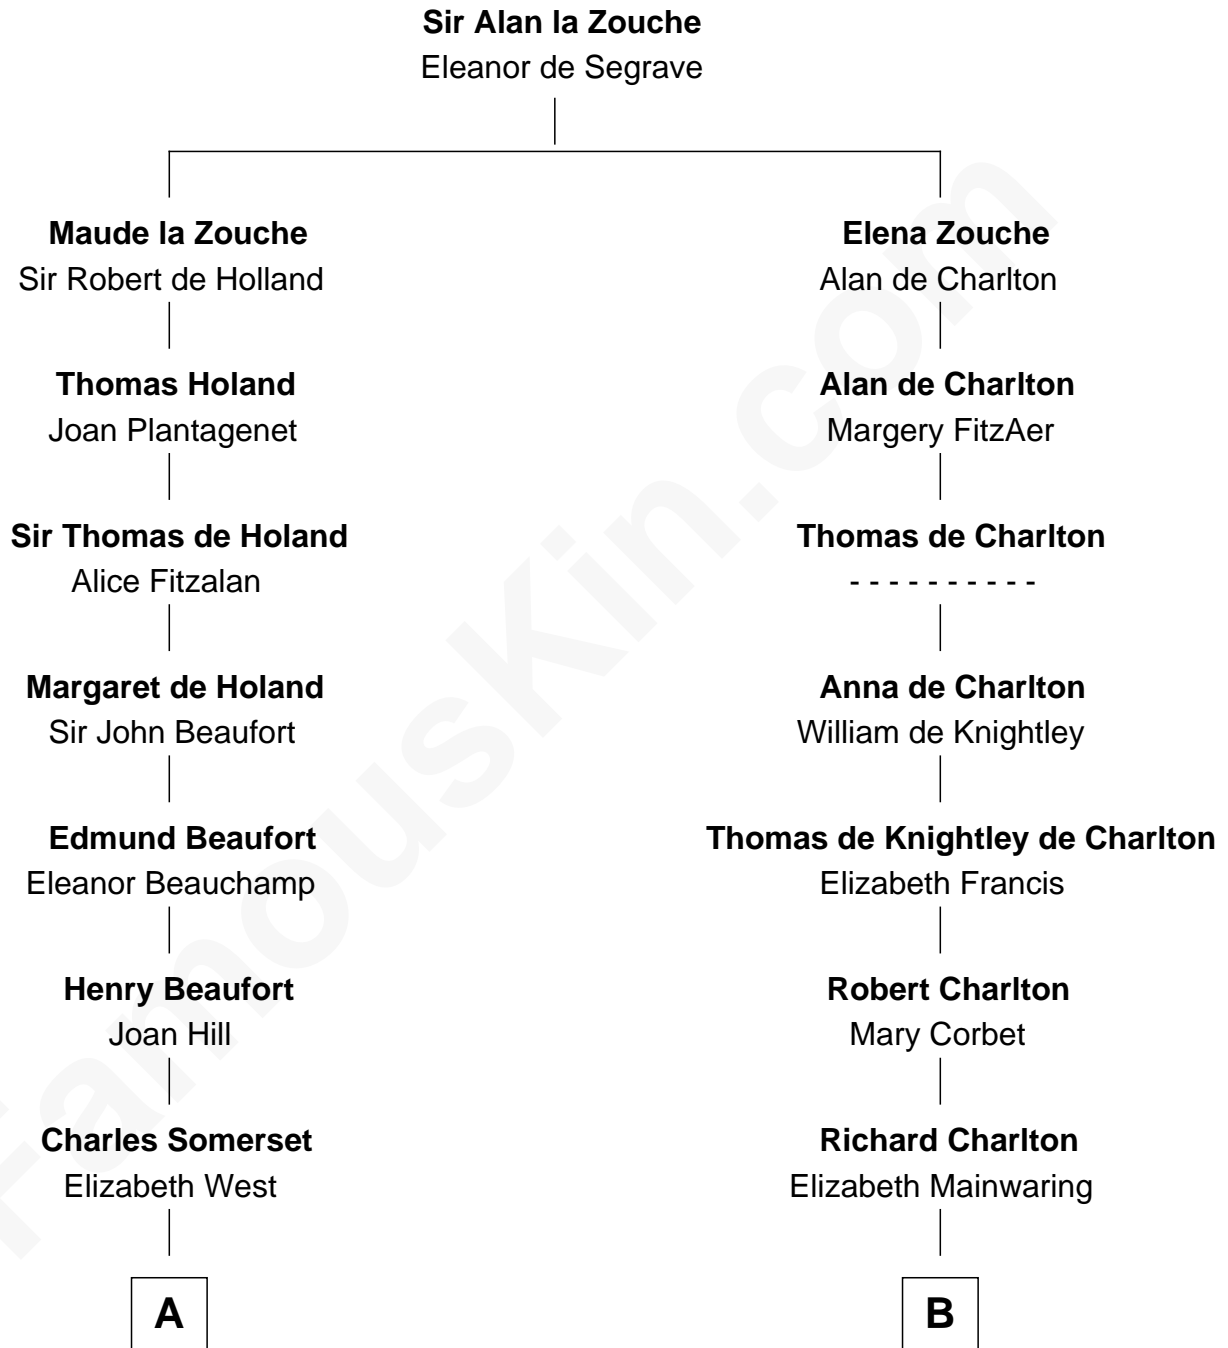 Sir Alan la Zouche
Eleanor de Segrave
Maude la Zouche
Sir Robert de Holland
Elena Zouche
Alan de Charlton
Thomas Holand
Joan Plantagenet
Alan de Charlton
Margery FitzAer
Sir Thomas de Holand
Alice Fitzalan
Thomas de Charlton
- - - - - - - - - -
Margaret de Holand
Sir John Beaufort
Anna de Charlton
William de Knightley
Edmund Beaufort
Eleanor Beauchamp
Thomas de Knightley de Charlton
Elizabeth Francis
Henry Beaufort
Joan Hill
Robert Charlton
Mary Corbet
Charles Somerset
Elizabeth West
Richard Charlton
Elizabeth Mainwaring
A
B
FamousKin.com